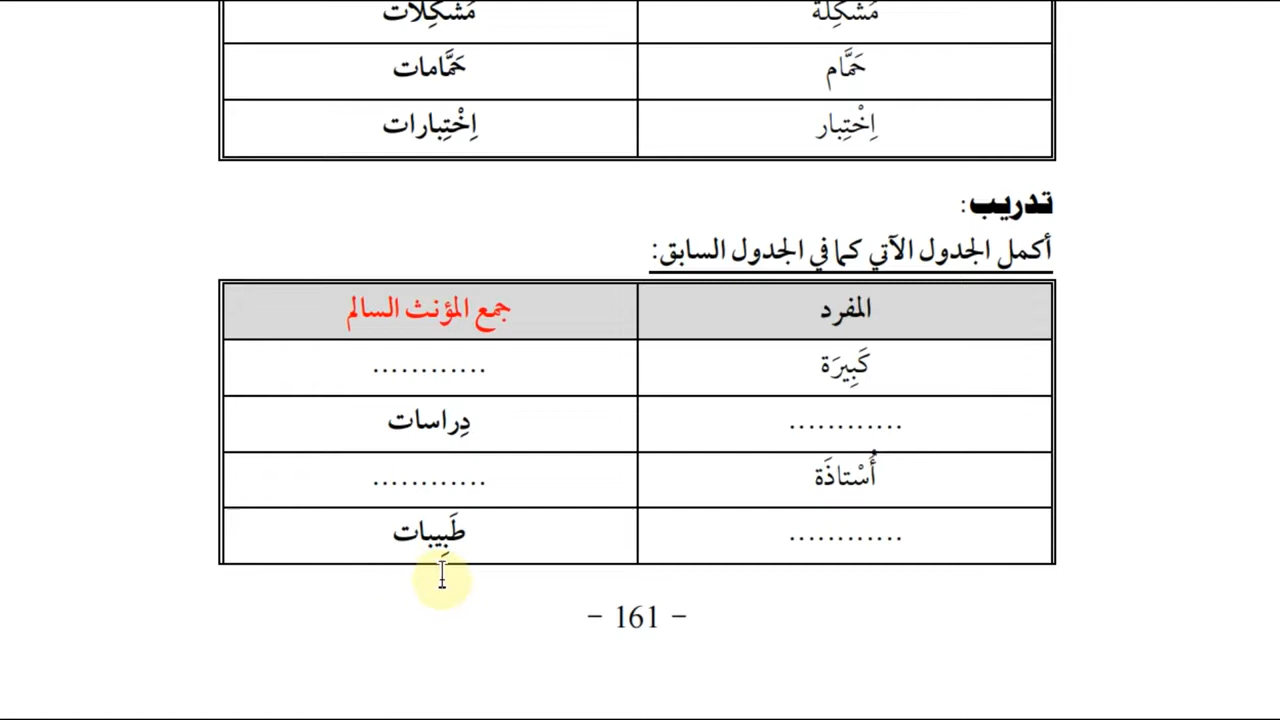 مُشْكِلَة مُشْكِلَات
حَمَّام حَمَّامات
اِخْتِبار اِخْتِبارات
تدريب:
أكمل الجدول الآتي كما في الجدول السابق:
المفرد جمع المؤنث السالم
كَبِيرَة ............
............ دِراسات
أُسْتاذَة ............
............ طَبِيبات
- 161 -